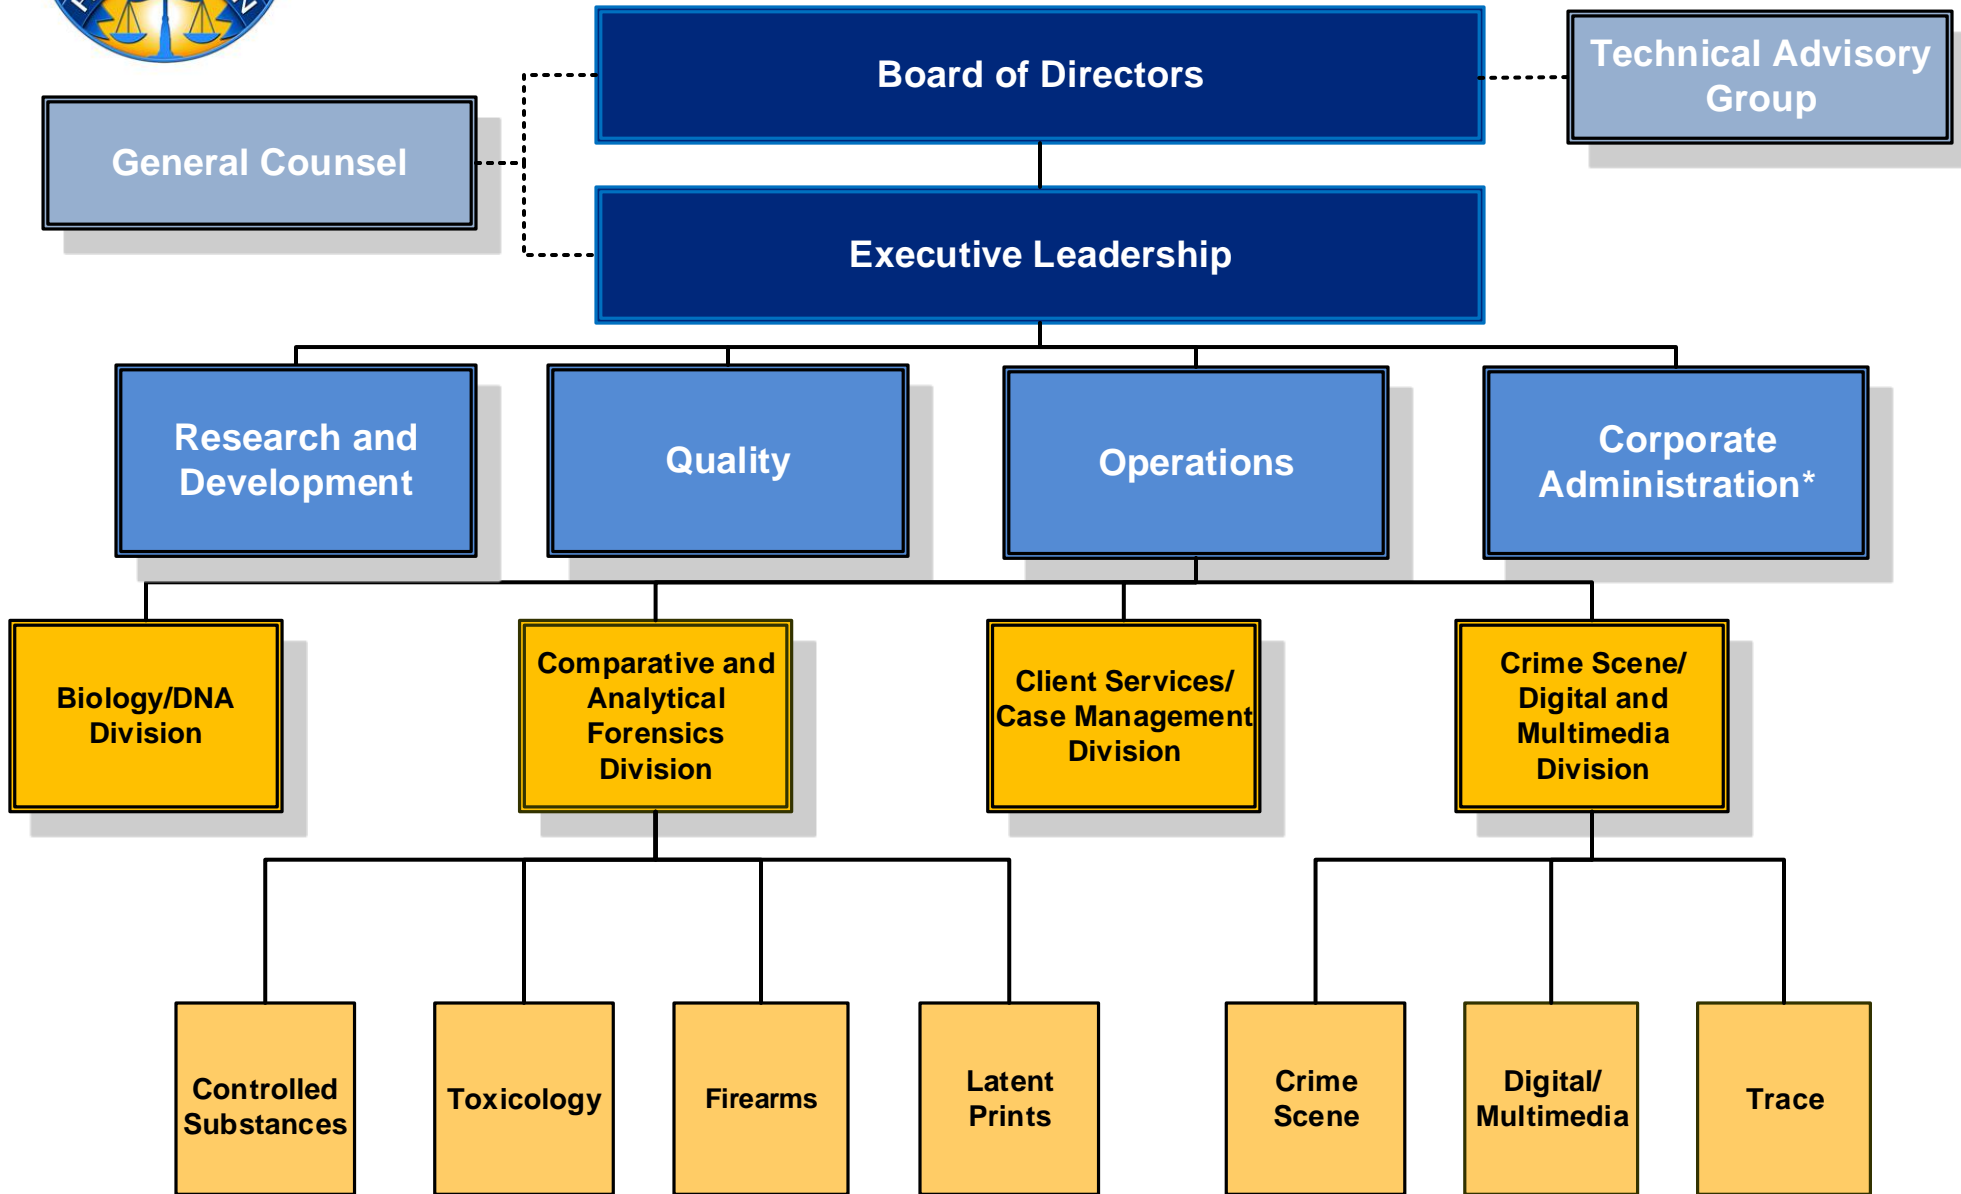 Board of Directors
Technical Advisory
Group
General Counsel
Executive Leadership
Research and
Development
Quality
Operations
Corporate
Administration*
Biology/DNA
Division
Comparative and
Analytical
Forensics
Division
Client Services/
Case Management
Division
Crime Scene/
Digital and
Multimedia
Division
Controlled
Substances
Toxicology
Firearms
Latent
Prints
Crime
Scene
Digital/
Multimedia
Trace